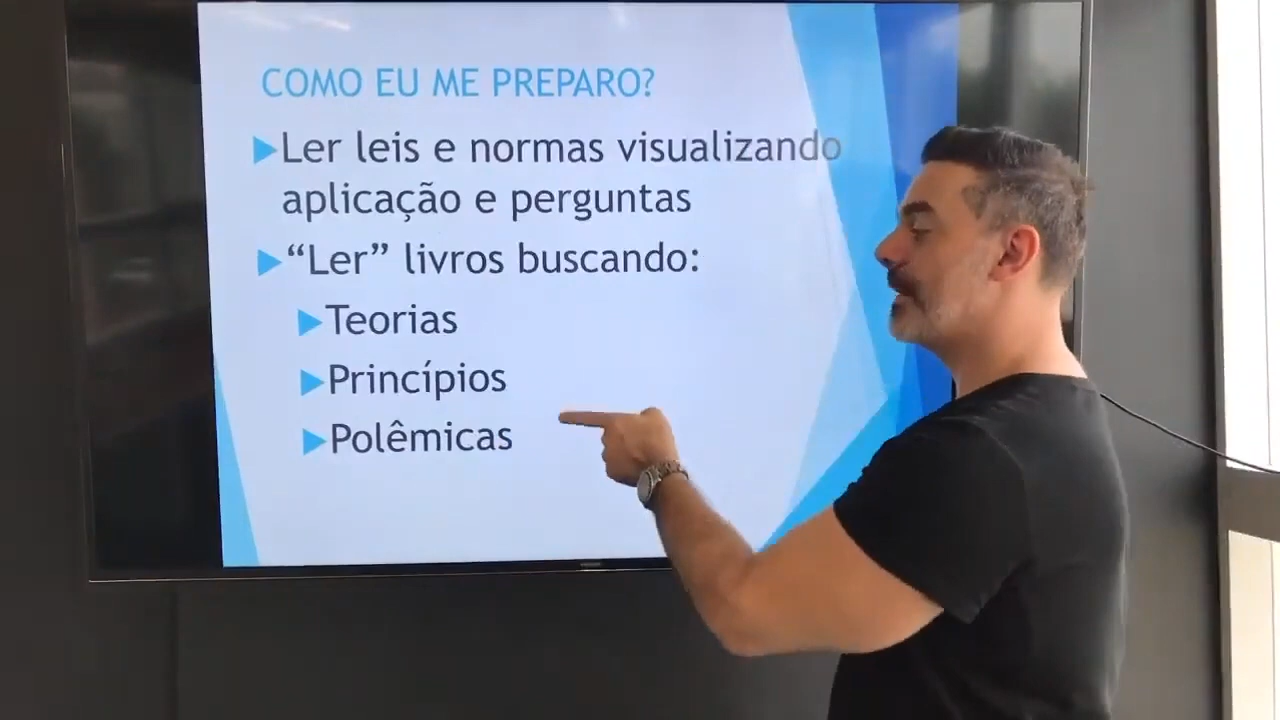 COMO EU ME PREPARO?
Ler leis e normas visualizando
aplicação e perguntas
“Ler” livros buscando:
Teorias
Princípios
Polêmicas